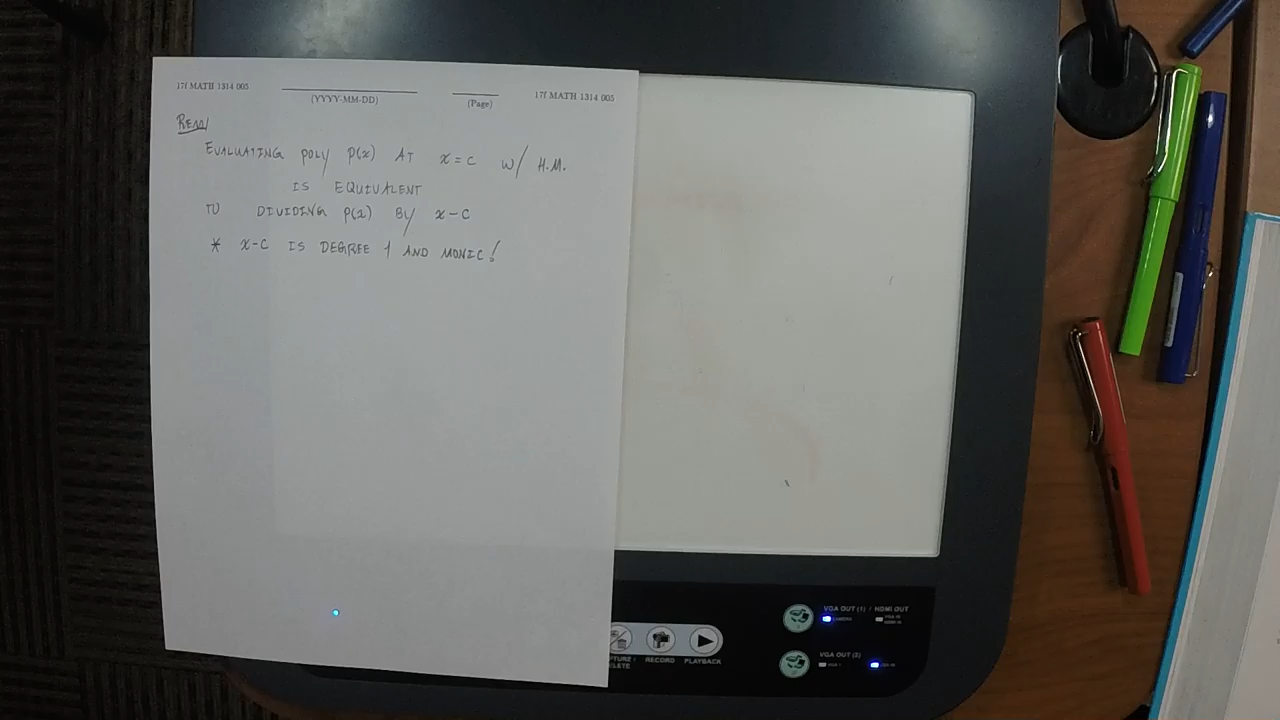 17f MATH 1314 005
(YYYY-MM-DD)
(Page)
17f MATH 1314 005
REM/
EVALUATING POLY P(x) AT x=C W/ H.M.
IS EQUIVALENT
TO DIVIDING P(x) BY x-C
* x-C IS DEGREE 1 AND MONIC!
RECORD
PLAYBACK
VGA OUT (1) / HDMI OUT
VGA OUT (2)